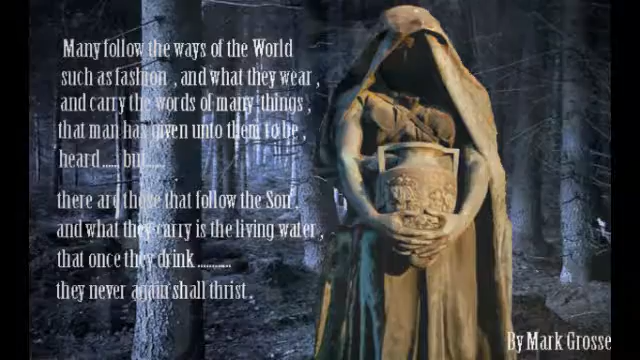 Many follow the ways of the World
such as fashion , and what they wear ,
and carry the words of many things ,
that man has given unto them to be ,
heard ..... but......
there are those that follow the Son ,
and what they carry is the living water ,
that once they drink ............
they never again shall thrist .
By Mark Grosse